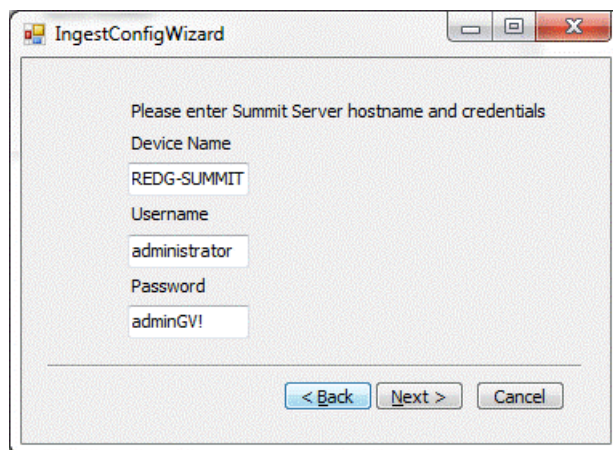 IngestConfigWizard
Please enter Summit Server hostname and credentials
Device Name
REDG-SUMMIT
Username
administrator
Password
adminGV!
< Back Next > Cancel